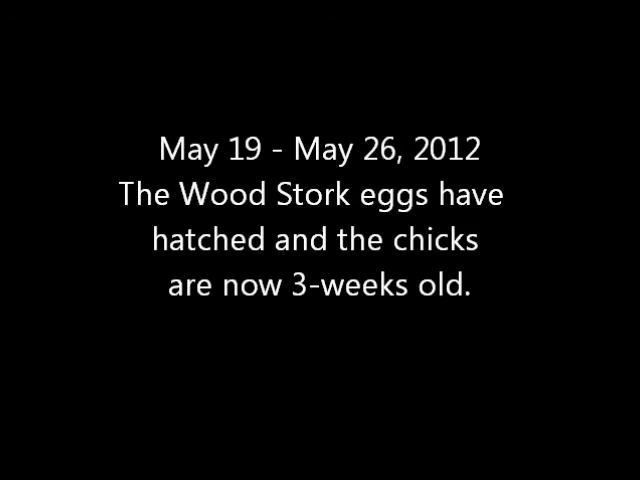 May 19 - May 26, 2012
The Wood Stork eggs have
hatched and the chicks
are now 3-weeks old.